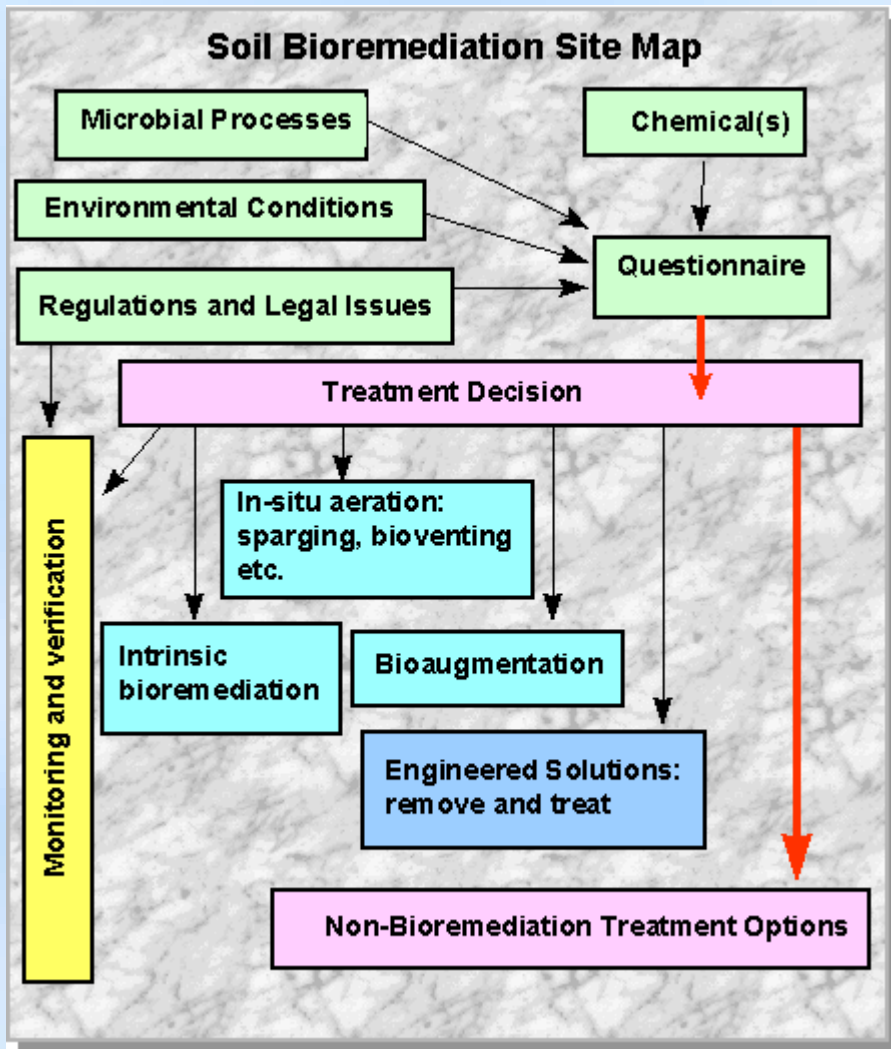 Soil Bioremediation Site Map
Microbial Processes
Chemical(s)
Environmental Conditions
Questionnaire
Regulations and Legal Issues
Treatment Decision
Monitoring and verification
In-situ aeration:
sparging, bioventing
etc.
Intrinsic
bioremediation
Bioaugmentation
Engineered Solutions:
remove and treat
Non-Bioremediation Treatment Options